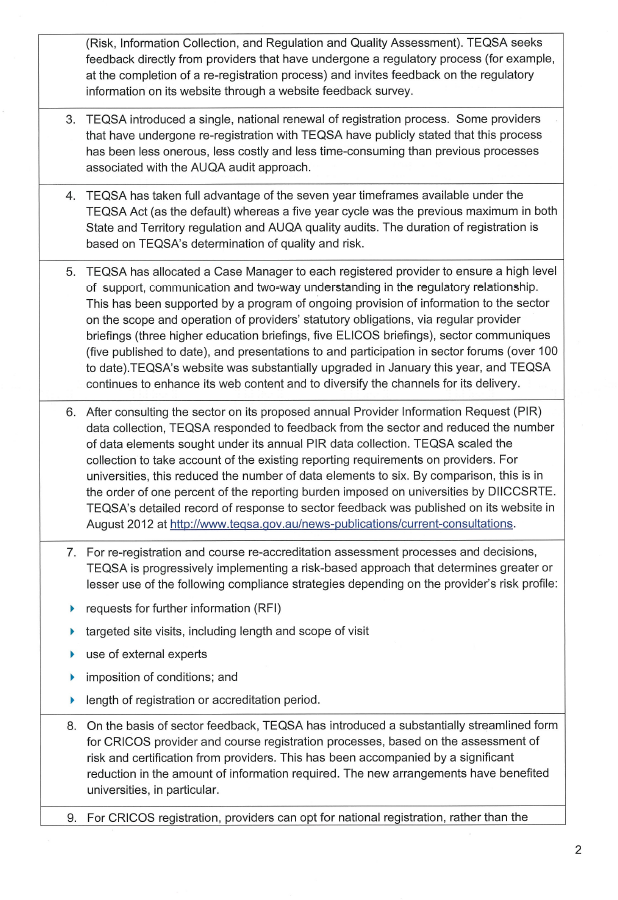 (Risk, Information Collection, and Regulation and Quality Assessment). TEQSA seeks
feedback directly from providers that have undergone a regulatory process (for example,
at the completion of a re-registration process) and invites feedback on the regulatory
information on its website through a website feedback survey.
3. TEQSA introduced a single, national renewal of registration process. Some providers
that have undergone re-registration with TEQSA have publicly stated that this process
has been less onerous, less costly and less time-consuming than previous processes
associated with the AUQA audit approach.
4. TEQSA has taken full advantage of the seven year timeframes available under the
TEQSA Act (as the default) whereas a five year cycle was the previous maximum in both
State and Territory regulation and AUQA quality audits. The duration of registration is
based on TEQSA's determination of quality and risk.
5. TEQSA has allocated a Case Manager to each registered provider to ensure a high level
of support, communication and two-way understanding in the regulatory relationship.
This has been supported by a program of ongoing provision of information to the sector
on the scope and operation of providers' statutory obligations, via regular provider
briefings (three higher education briefings, five ELICOS briefings), sector communiques
(five published to date), and presentations to and participation in sector forums (over 100
to date).TEQSA's website was substantially upgraded in January this year, and TEQSA
continues to enhance its web content and to diversify the channels for its delivery.
6. After consulting the sector on its proposed annual Provider Information Request (PIR)
data collection, TEQSA responded to feedback from the sector and reduced the number
of data elements sought under its annual PIR data collection. TEQSA scaled the
collection to take account of the existing reporting requirements on providers. For
universities, this reduced the number of data elements to six. By comparison, this is in
the order of one percent of the reporting burden imposed on universities by DIICCSRTE.
TEQSA's detailed record of response to sector feedback was published on its website in
August 2012 at http://www.teqsa.gov.au/news-publications/current-consultations.
7. For re-registration and course re-accreditation assessment processes and decisions,
TEQSA is progressively implementing a risk-based approach that determines greater or
lesser use of the following compliance strategies depending on the provider's risk profile:
requests for further information (RFI)
targeted site visits, including length and scope of visit
use of external experts
imposition of conditions; and
length of registration or accreditation period.
8. On the basis of sector feedback, TEQSA has introduced a substantially streamlined form
for CRICOS provider and course registration processes, based on the assessment of
risk and certification from providers. This has been accompanied by a significant
reduction in the amount of information required. The new arrangements have benefited
universities, in particular.
9. For CRICOS registration, providers can opt for national registration, rather than the
2